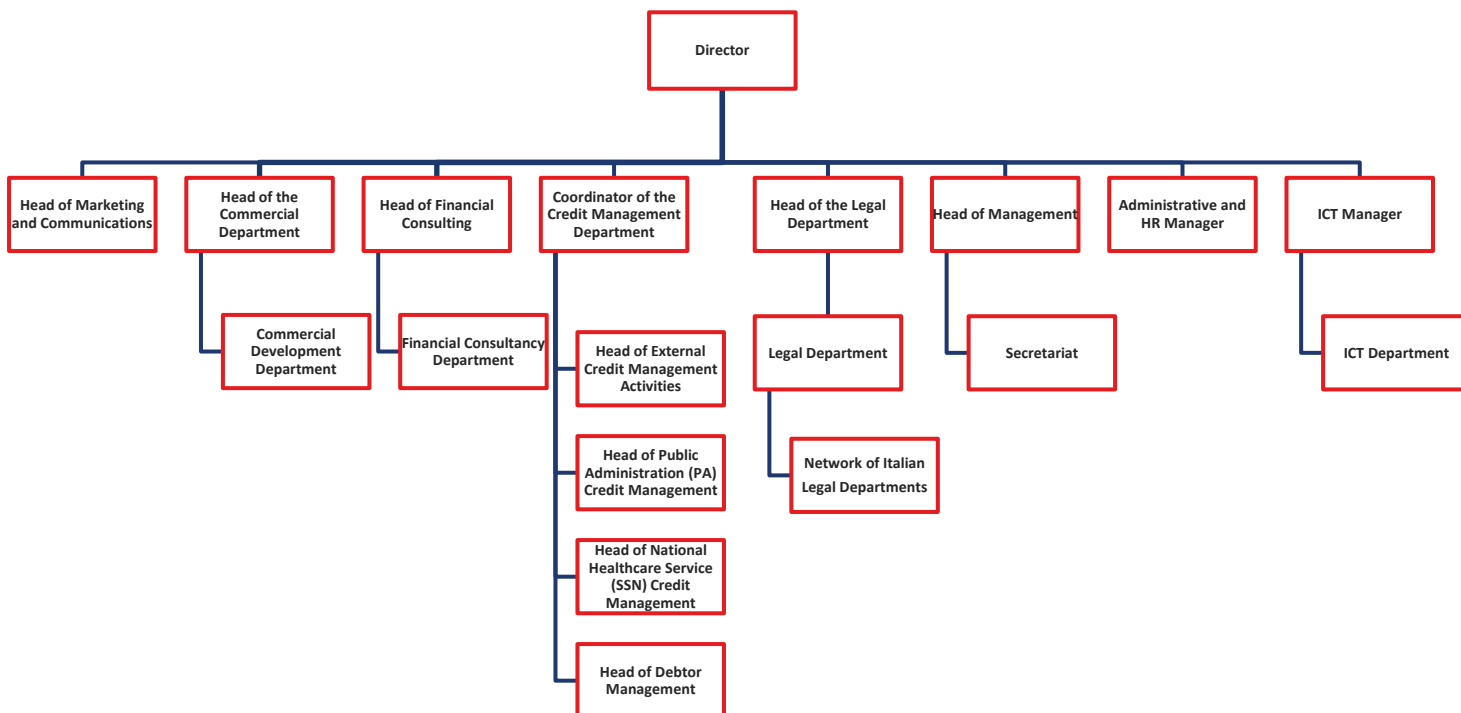 Director
Head of Marketing
and Communications
Head of the
Commercial
Department
Head of Financial
Consulting
Coordinator of the
Credit Management
Department
Head of the Legal
Department
Head of Management
Administrative and
HR Manager
ICT Manager
Commercial
Development
Department
Financial Consultancy
Department
Head of External
Credit Management
Activities
Legal Department
Secretariat
ICT Department
Head of Public
Administration (PA)
Credit Management
Network of Italian
Legal Departments
Head of National
Healthcare Service
(SSN) Credit
Management
Head of Debtor
Management